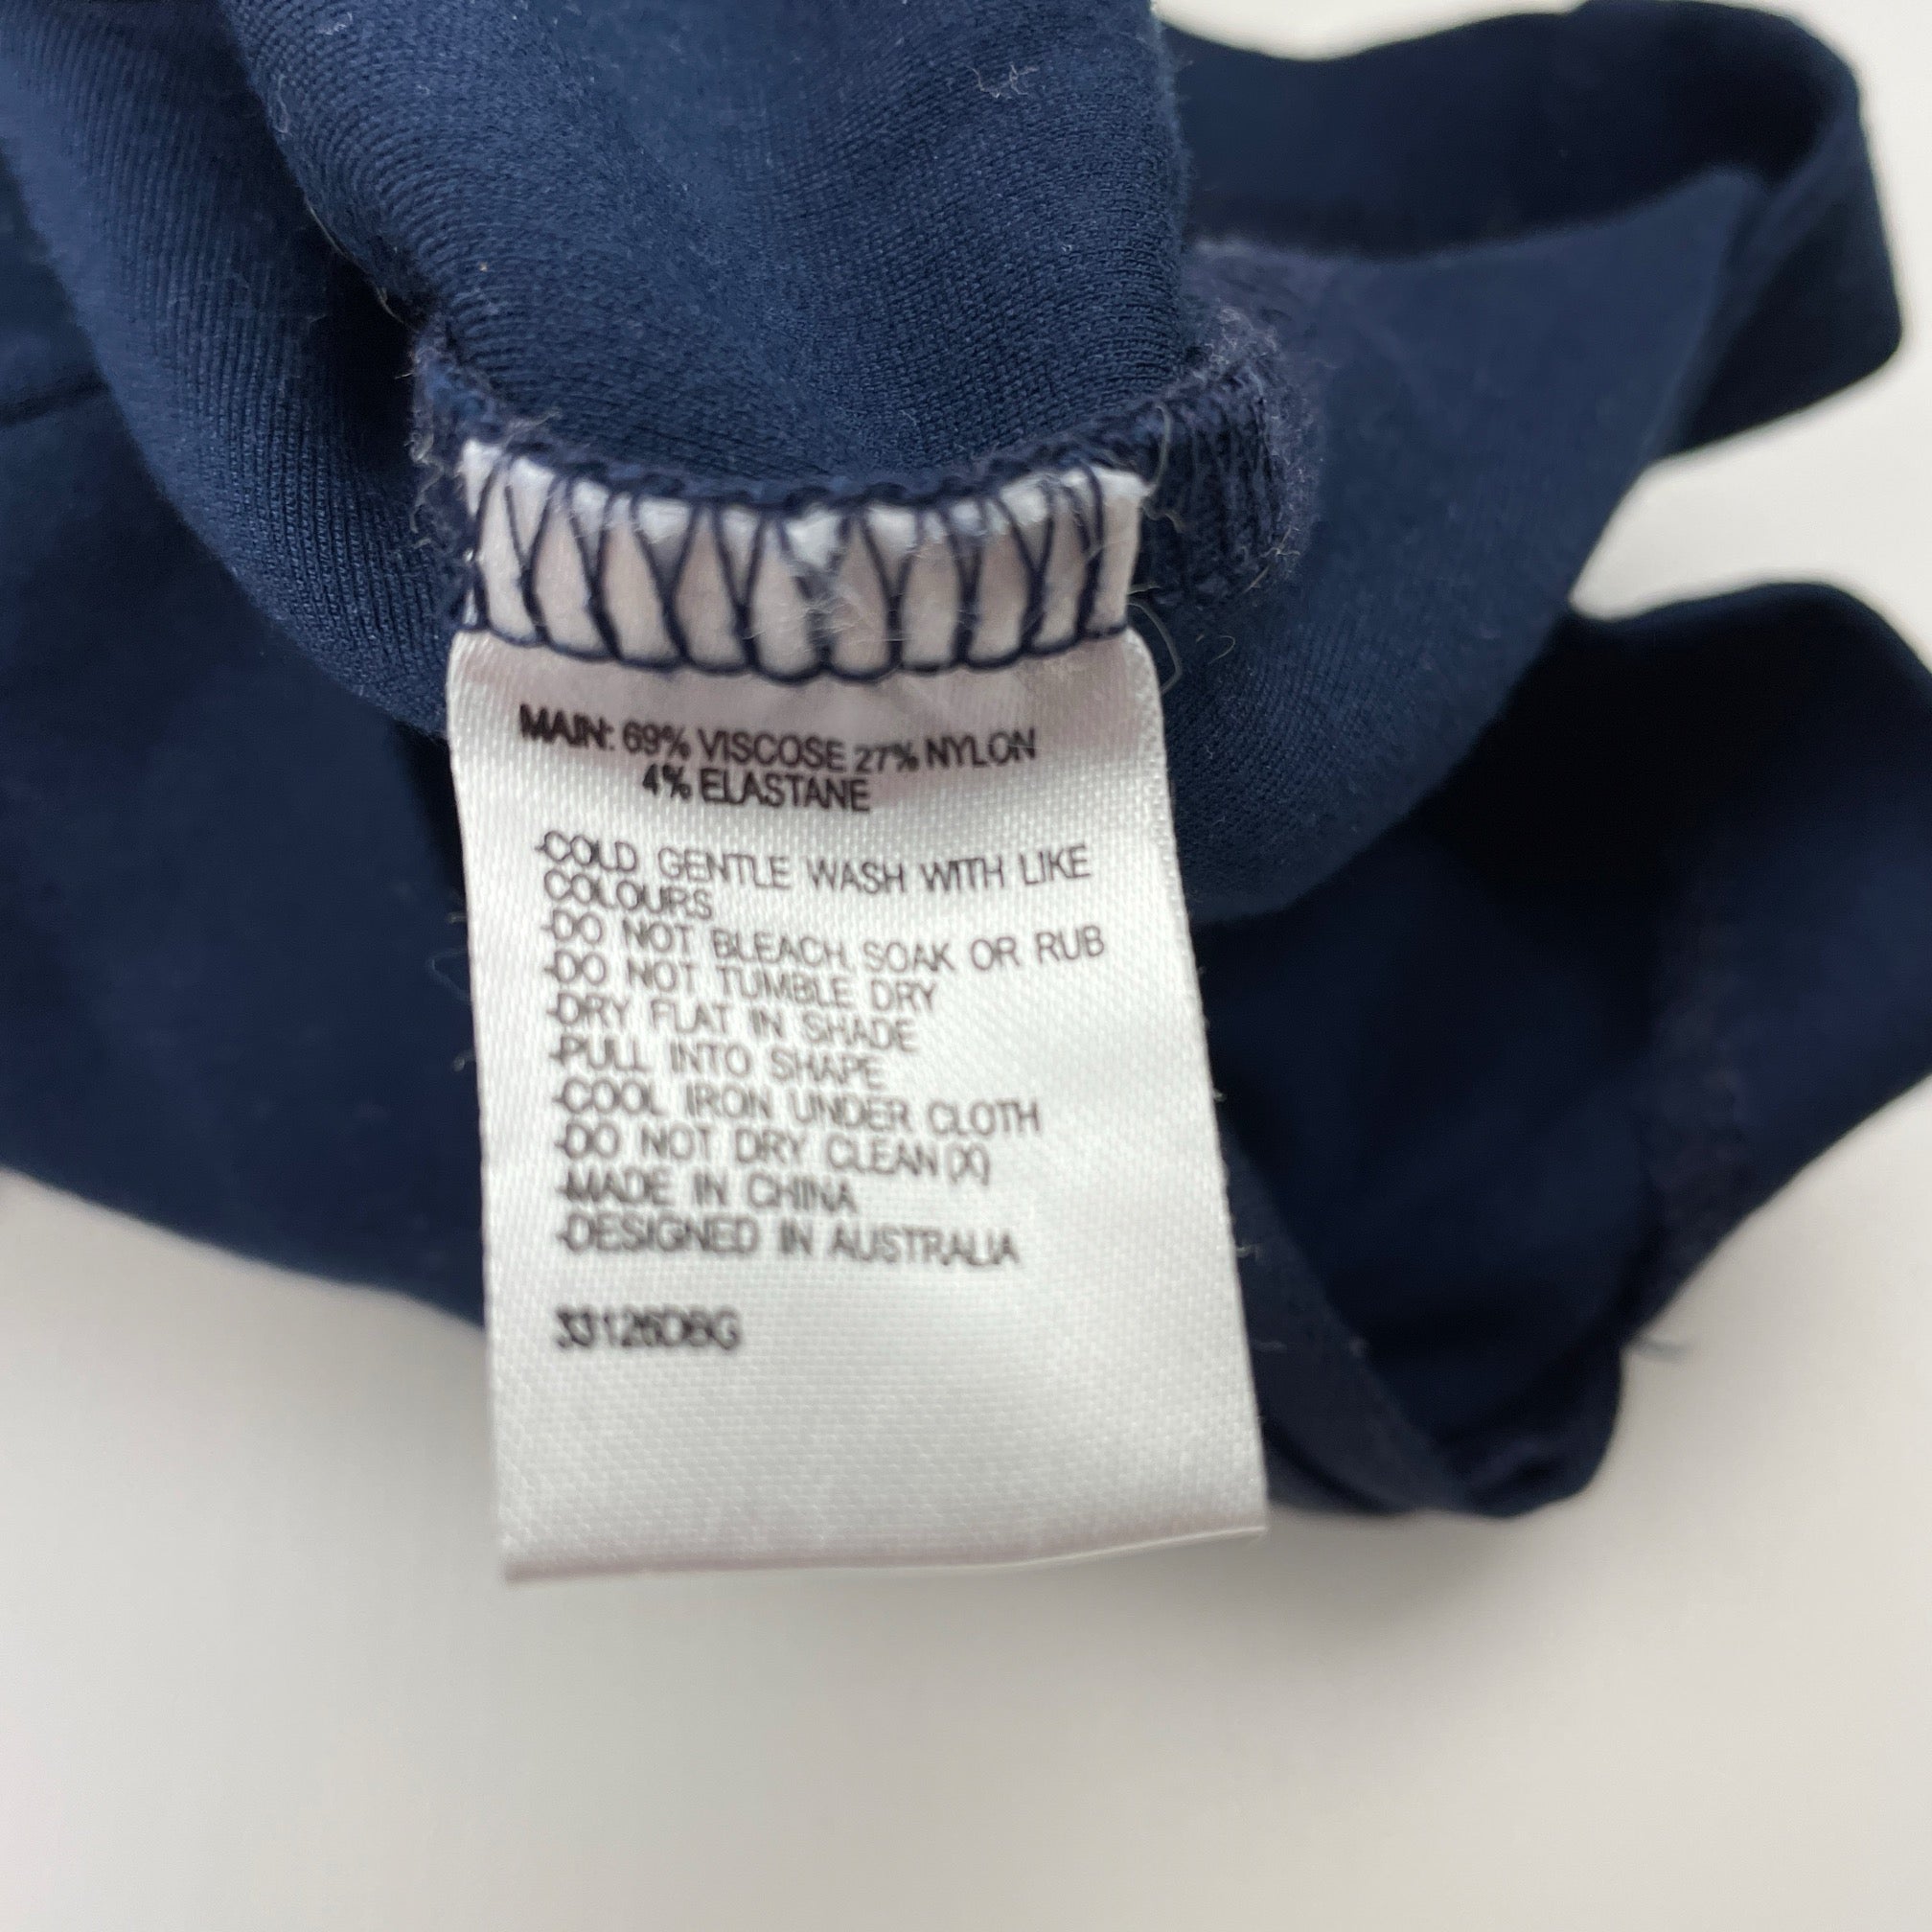 MAIN: 69% VISCOSE 27% NYLON
4% ELASTANE
-COLD GENTLE WASH WITH LIKE
COLOURS
-DO NOT BLEACH, SOAK OR RUB
-DO NOT TUMBLE DRY
-DRY FLAT IN SHADE
-PULL INTO SHAPE
-COOL IRON UNDER CLOTH
-DO NOT DRY CLEAN (X)
-MADE IN CHINA
-DESIGNED IN AUSTRALIA
33126DBG